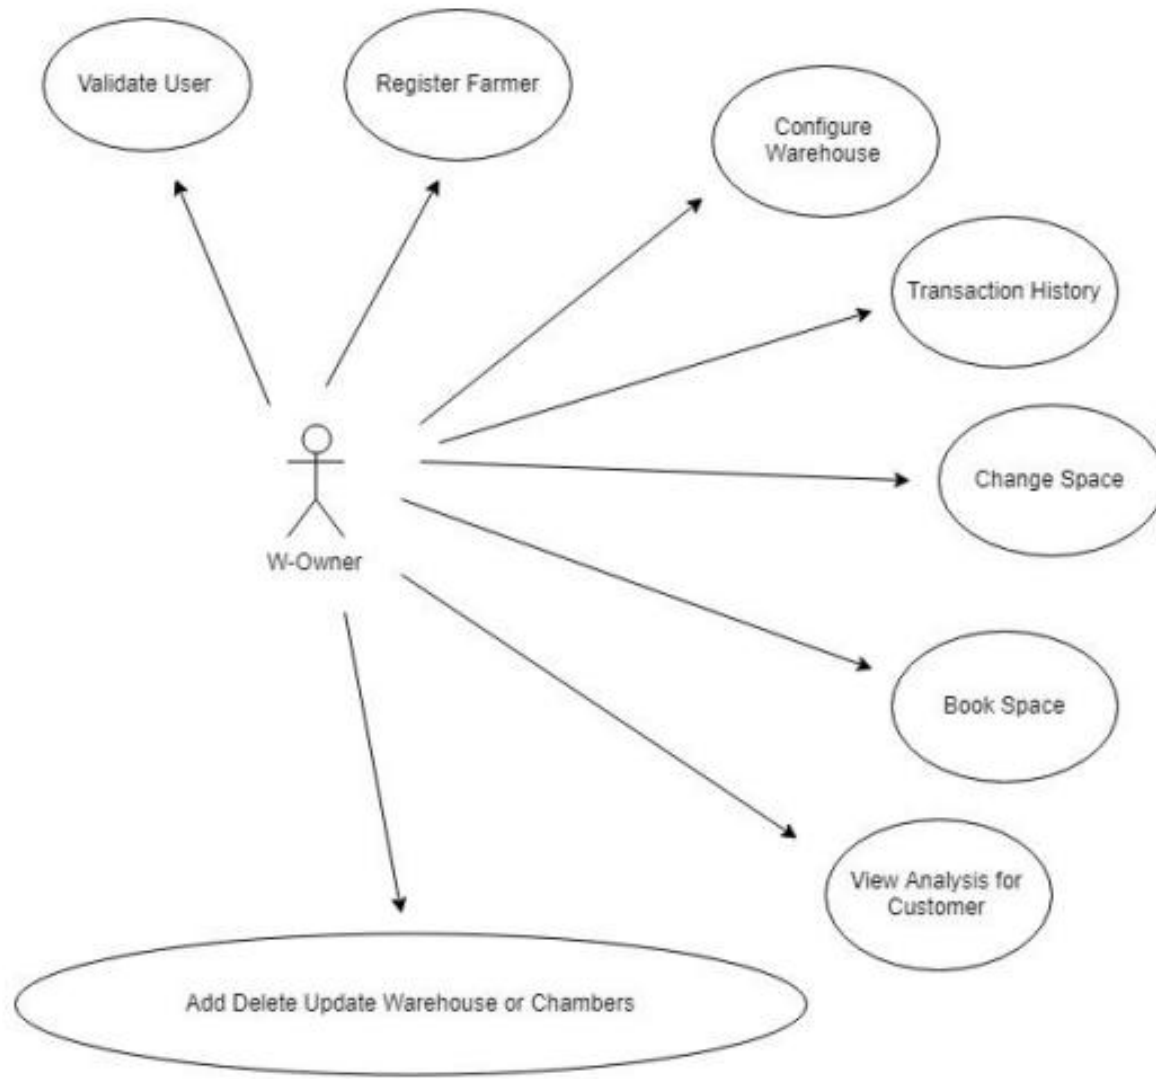 Validate User
Register Farmer
Configure
Warehouse
Transaction History
Change Space
W-Owner
Book Space
View Analysis for
Customer
Add Delete Update Warehouse or Chambers